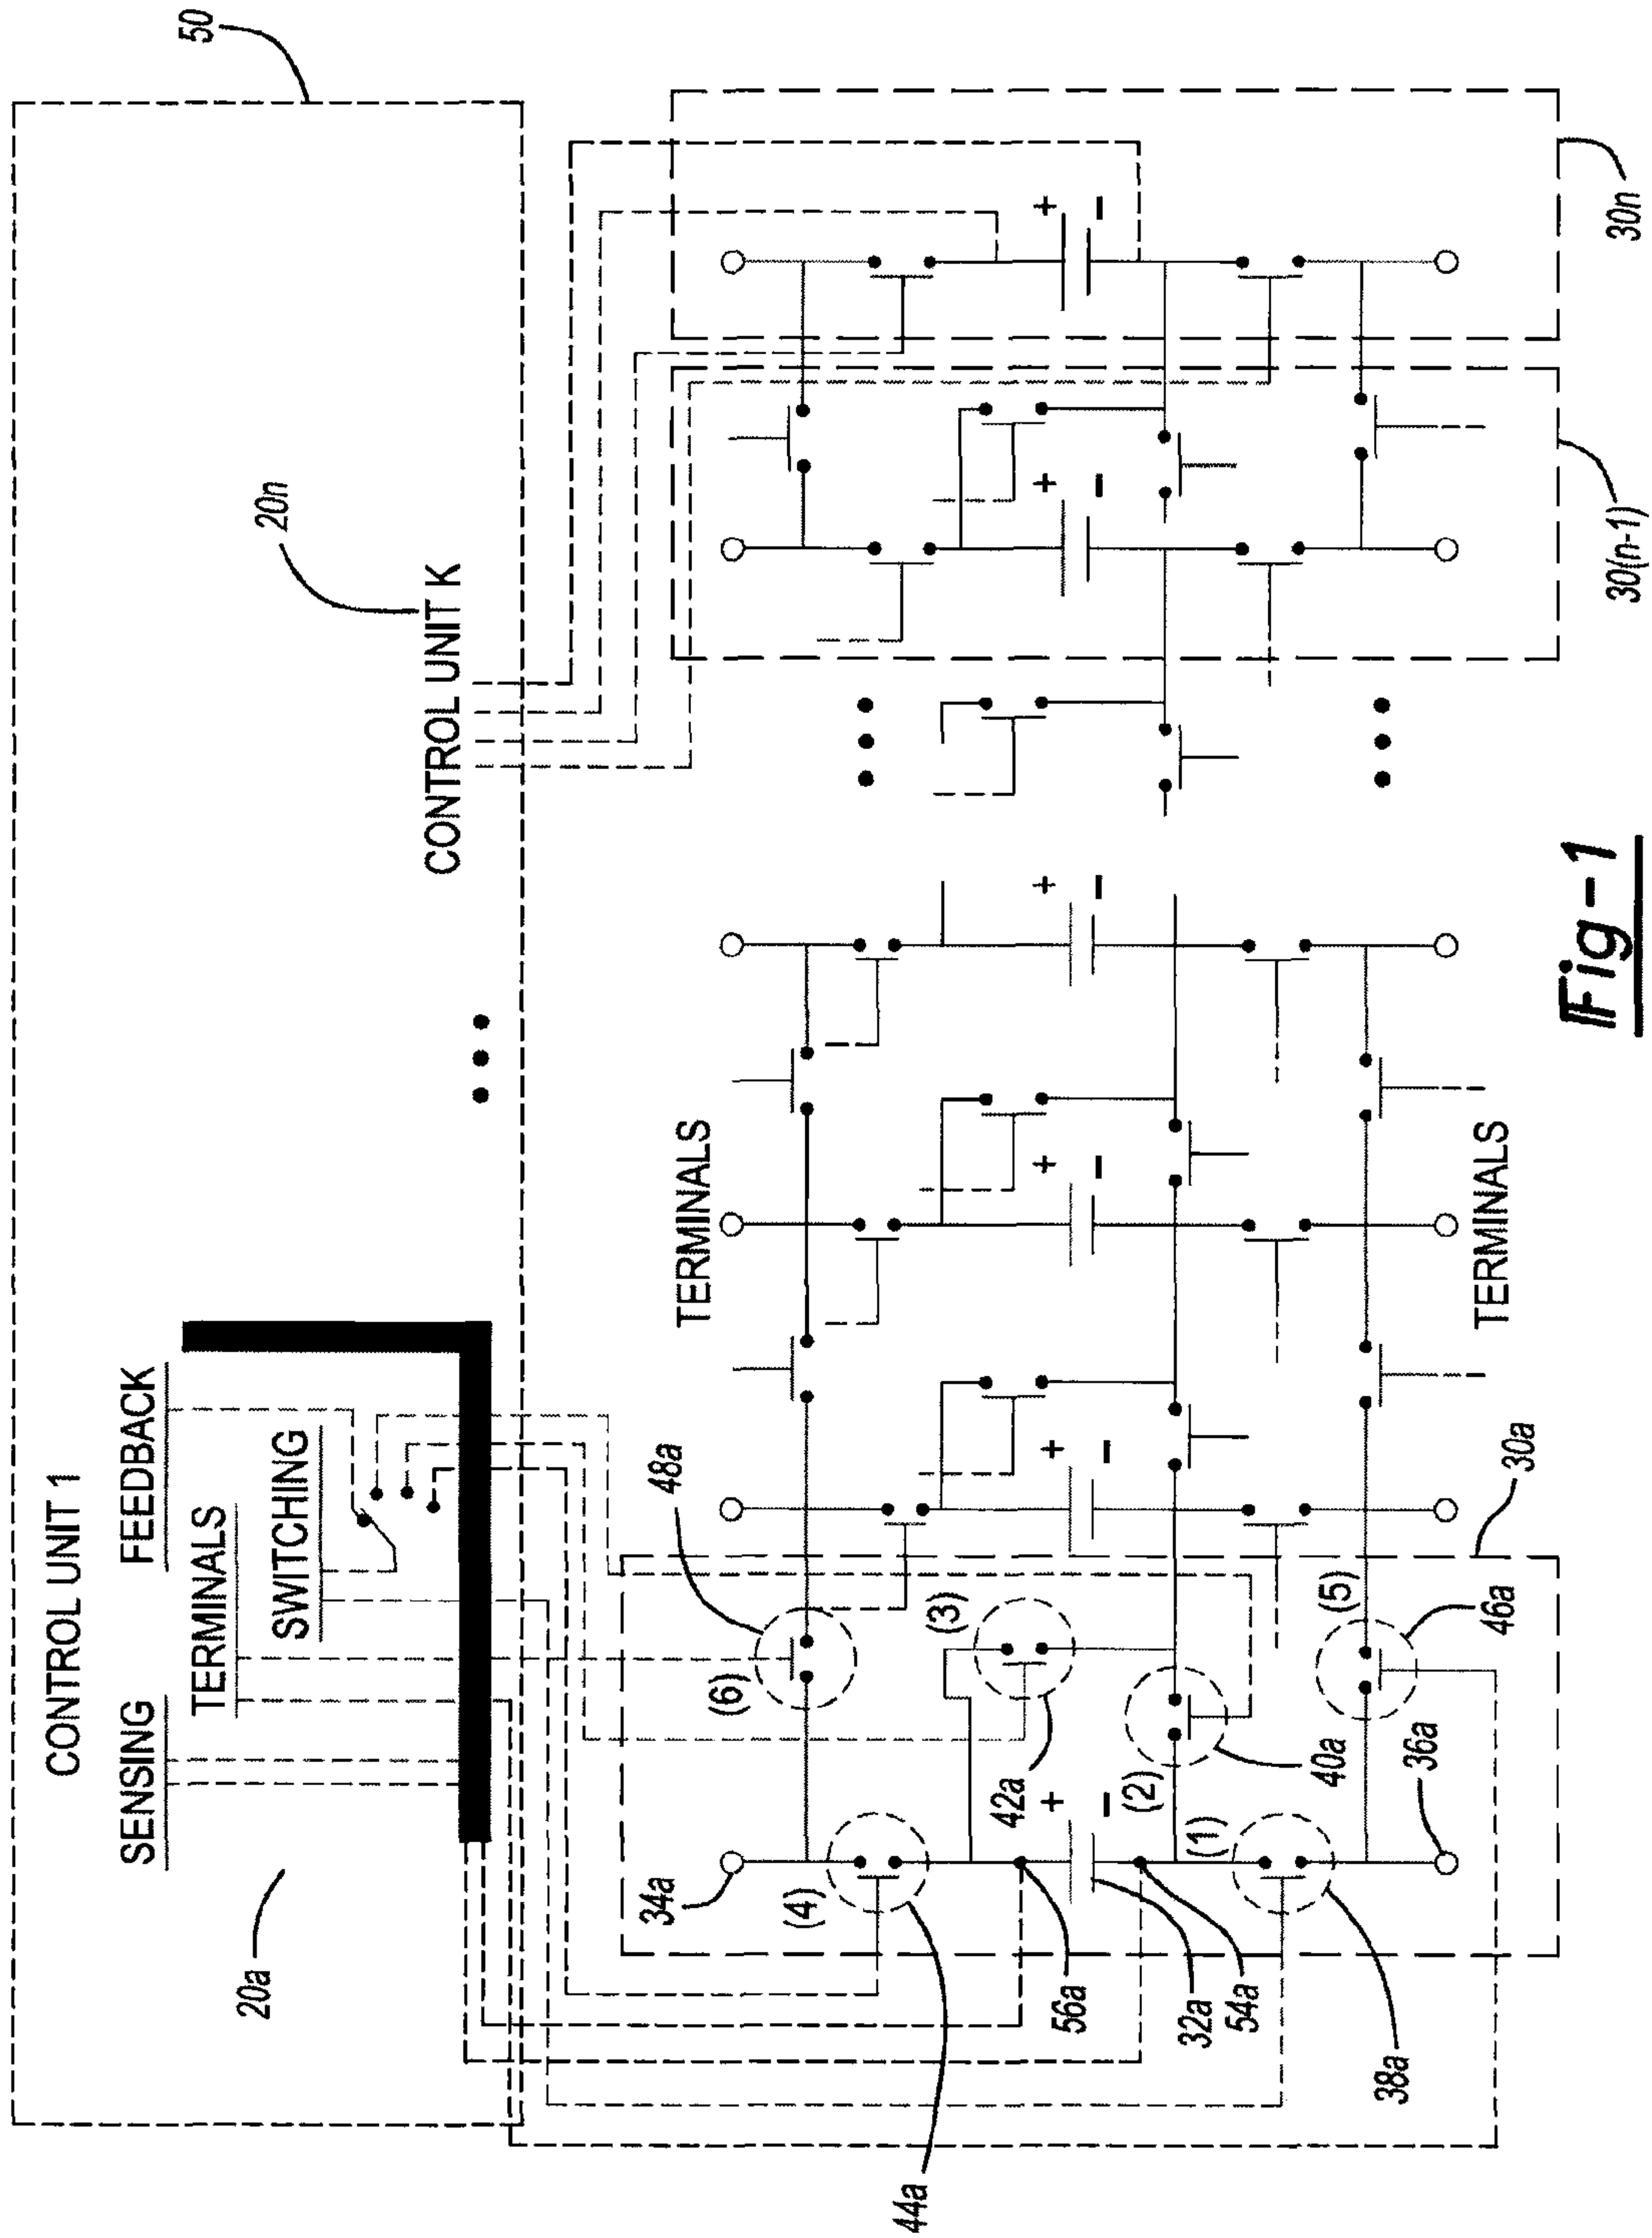 50
CONTROL UNIT 1
20a
SENSING
TERMINALS
FEEDBACK
SWITCHING
20n
CONTROL UNIT K
TERMINALS
34a
(4)
44a
(6)
48a
(3)
42a
+
−
56a
32a
54a
(2)
40a
(1)
38a
36a
(5)
46a
30a
+
−
+
−
+
−
+
−
+
−
TERMINALS
30(n-1)
30n
Fig-1